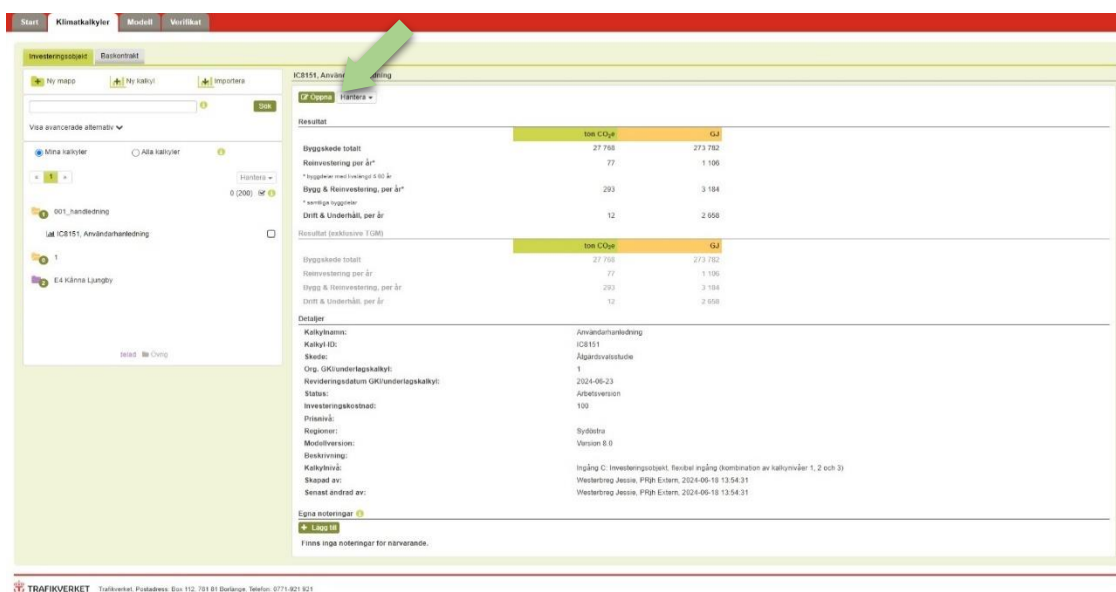 Start Klimatkalkyler Modell Verifikat
Investeringsobjekt Baskontrakt
Ny mapp Ny kalkyl Importera
Sök
Visa avancerade alternativ
Mina kalkyler Alla kalkyler
« 1 » Hantera
0 (200)
001_handledning
IC8151, Användarhanledning
1
E4 Kånna Ljungby
delad Övrig
IC8151, ning
Öppna Hantera
Resultat
ton CO₂e GJ
Byggskede totalt 27 768 273 782
Reinvestering per år* 77 1 106
* byggdelar med livslängd ≤ 60 år
Bygg & Reinvestering, per år* 293 3 184
* samtliga byggdelar
Drift & Underhåll, per år 12 2 658
Resultat (exklusive TGM)
ton CO₂e GJ
Byggskede totalt 27 768 273 782
Reinvestering per år 77 1 106
Bygg & Reinvestering, per år 293 3 184
Drift & Underhåll, per år 12 2 658
Detaljer
Kalkylnamn: Användarhanledning
Kalkyl-ID: IC8151
Skede: Åtgärdsvalsstudie
Org. GKI/underlagskalkyl: 1
Revideringsdatum GKI/underlagskalkyl: 2024-06-23
Status: Arbetsversion
Investeringskostnad: 100
Prisnivå:
Regioner: Sydöstra
Modellversion: Version 8.0
Beskrivning:
Kalkylnivå: Ingång C: Investeringsobjekt, flexibel ingång (kombination av kalkylnivåer 1, 2 och 3)
Skapad av: Westerbreg Jessie, PRjh Extern, 2024-06-18 13:54:31
Senast ändrad av: Westerbreg Jessie, PRjh Extern, 2024-06-18 13:54:31
Egna noteringar
+ Lägg till
Finns inga noteringar för närvarande.
TRAFIKVERKET Trafikverket, Postadress: Box 112, 781 81 Borlänge, Telefon: 0771-921 921